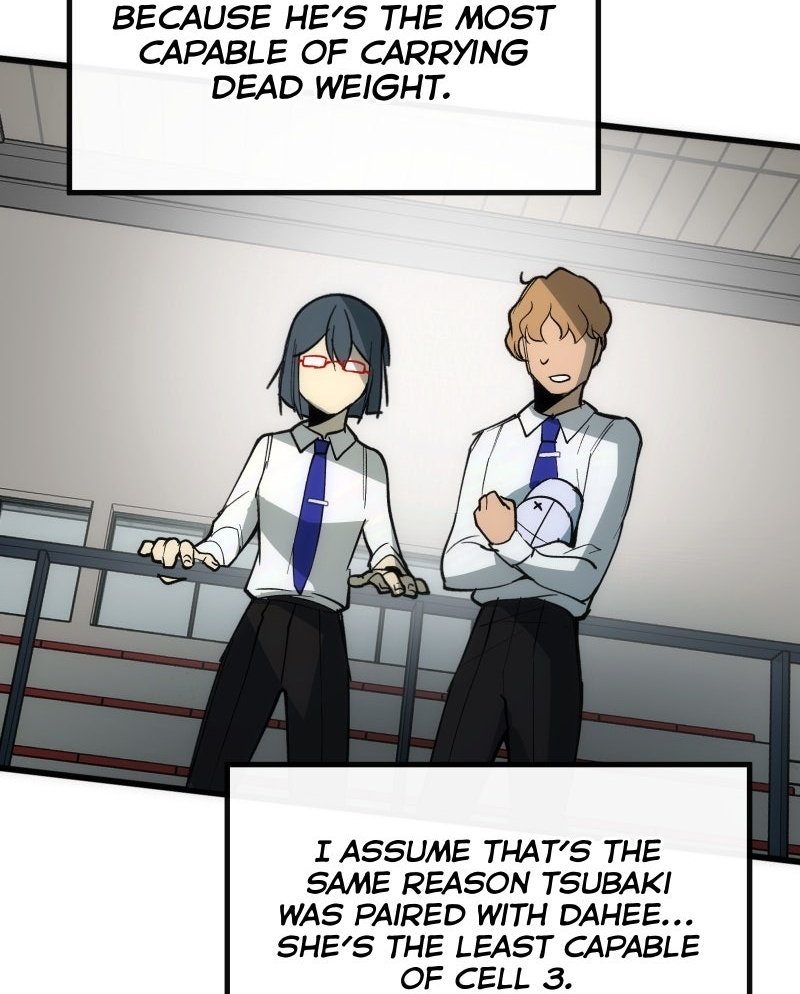 BECAUSE HE'S THE MOST
CAPABLE OF CARRYING
DEAD WEIGHT.
I ASSUME THAT'S THE
SAME REASON TSUBAKI
WAS PAIRED WITH DAHEE...
SHE'S THE LEAST CAPABLE
OF CELL 3.